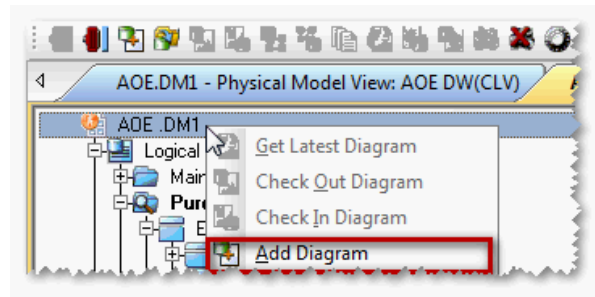 AOE.DM1 - Physical Model View: AOE DW(CLV)
AOE .DM1
Get Latest Diagram
Logical
Check Out Diagram
Main
Check In Diagram
Add Diagram